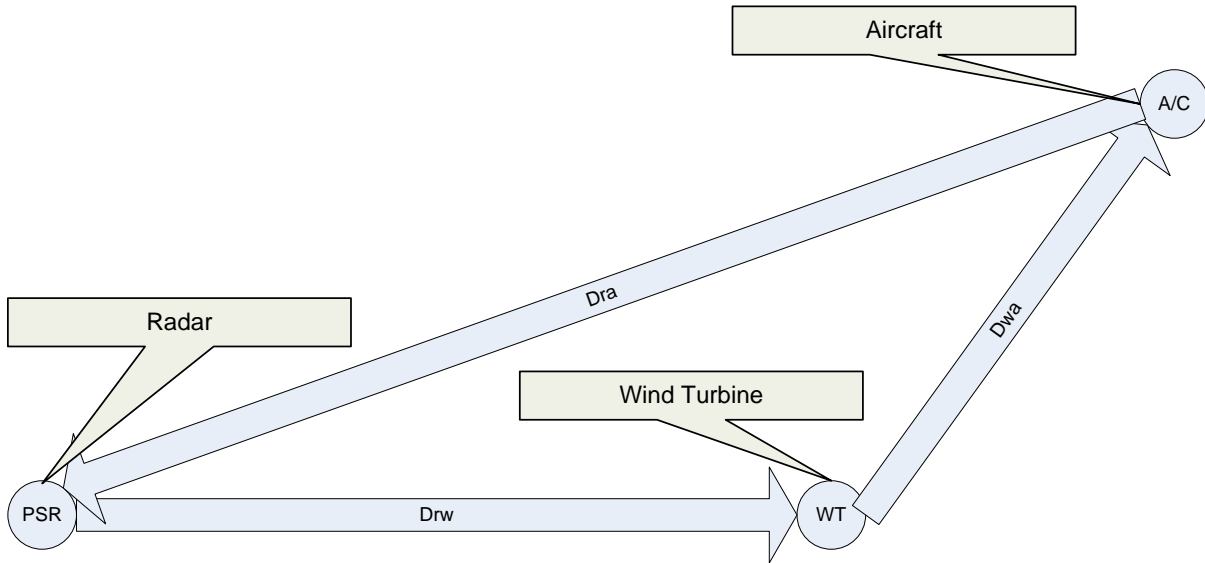 Aircraft
A/C
Dra
Dwa
Radar
Wind Turbine
PSR
Drw
WT